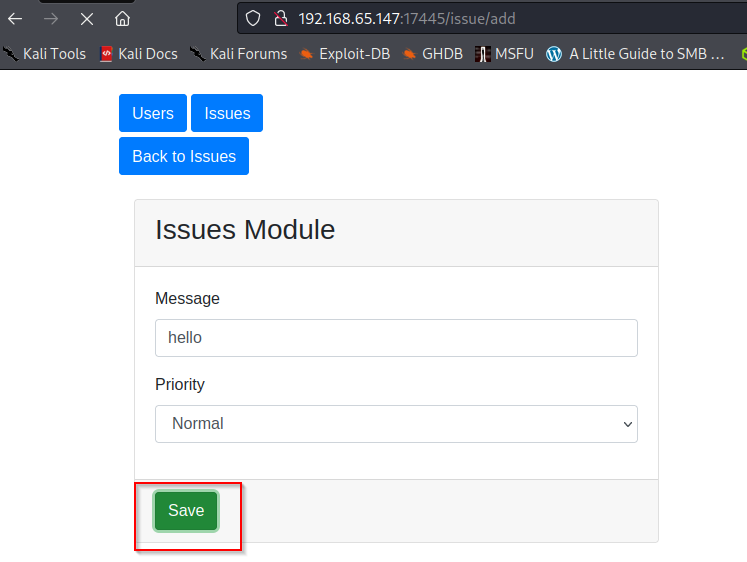 192.168.65.147:17445/issue/add
Kali Tools Kali Docs Kali Forums Exploit-DB GHDB MSFU A Little Guide to SMB ...
Users Issues
Back to Issues
Issues Module
Message
hello
Priority
Normal
Save